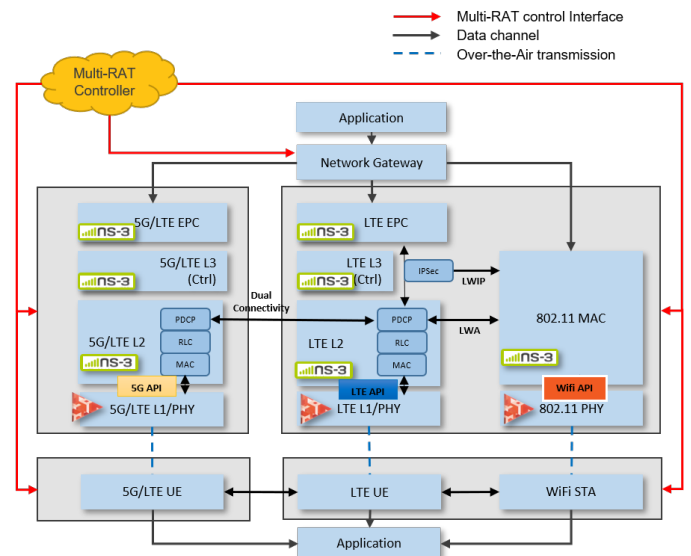 Multi-RAT control Interface
Data channel
Over-the-Air transmission
Multi-RAT
Controller
Application
Network Gateway
5G/LTE EPC
ns-3
5G/LTE L3
(Ctrl)
ns-3
5G/LTE L2
ns-3
PDCP
RLC
MAC
5G API
5G/LTE L1/PHY
Dual
Connectivity
LTE EPC
ns-3
LTE L3
(Ctrl)
ns-3
IPSec
LWIP
LTE L2
ns-3
PDCP
RLC
MAC
LWA
LTE API
LTE L1/PHY
802.11 MAC
ns-3
Wifi API
802.11 PHY
5G/LTE UE
LTE UE
WiFi STA
Application